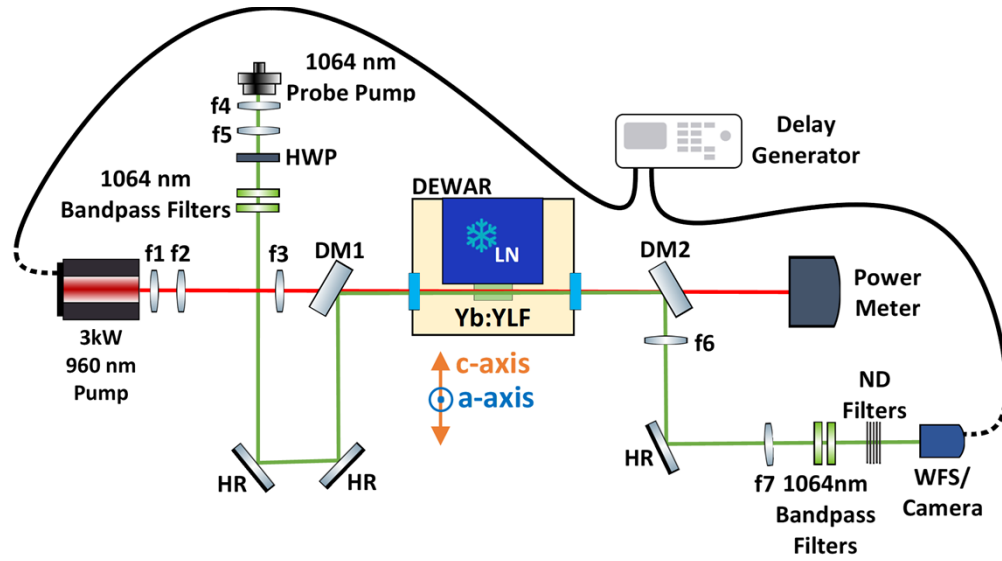 1064 nm
Probe Pump
f4
f5
HWP
1064 nm
Bandpass Filters
Delay
Generator
DEWAR
LN
f1
f2
f3
DM1
DM2
Yb:YLF
Power
Meter
3kW
960 nm
Pump
c-axis
a-axis
f6
ND
Filters
HR
HR
HR
f7
1064nm
Bandpass
Filters
WFS/
Camera